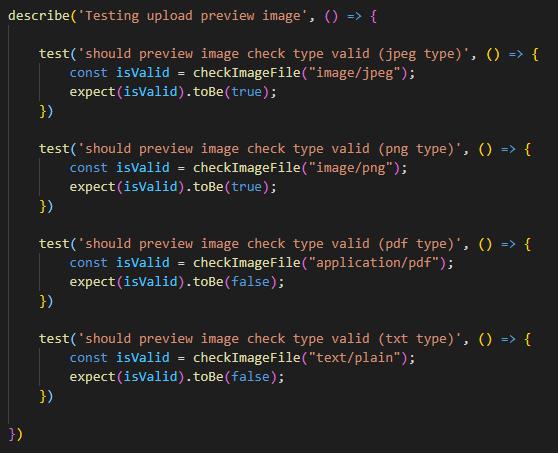 describe('Testing upload preview image', () => {
test('should preview image check type valid (jpeg type)', () => {
const isValid = checkImageFile("image/jpeg");
expect(isValid).toBe(true);
})
test('should preview image check type valid (png type)', () => {
const isValid = checkImageFile("image/png");
expect(isValid).toBe(true);
})
test('should preview image check type valid (pdf type)', () => {
const isValid = checkImageFile("application/pdf");
expect(isValid).toBe(false);
})
test('should preview image check type valid (txt type)', () => {
const isValid = checkImageFile("text/plain");
expect(isValid).toBe(false);
})
})